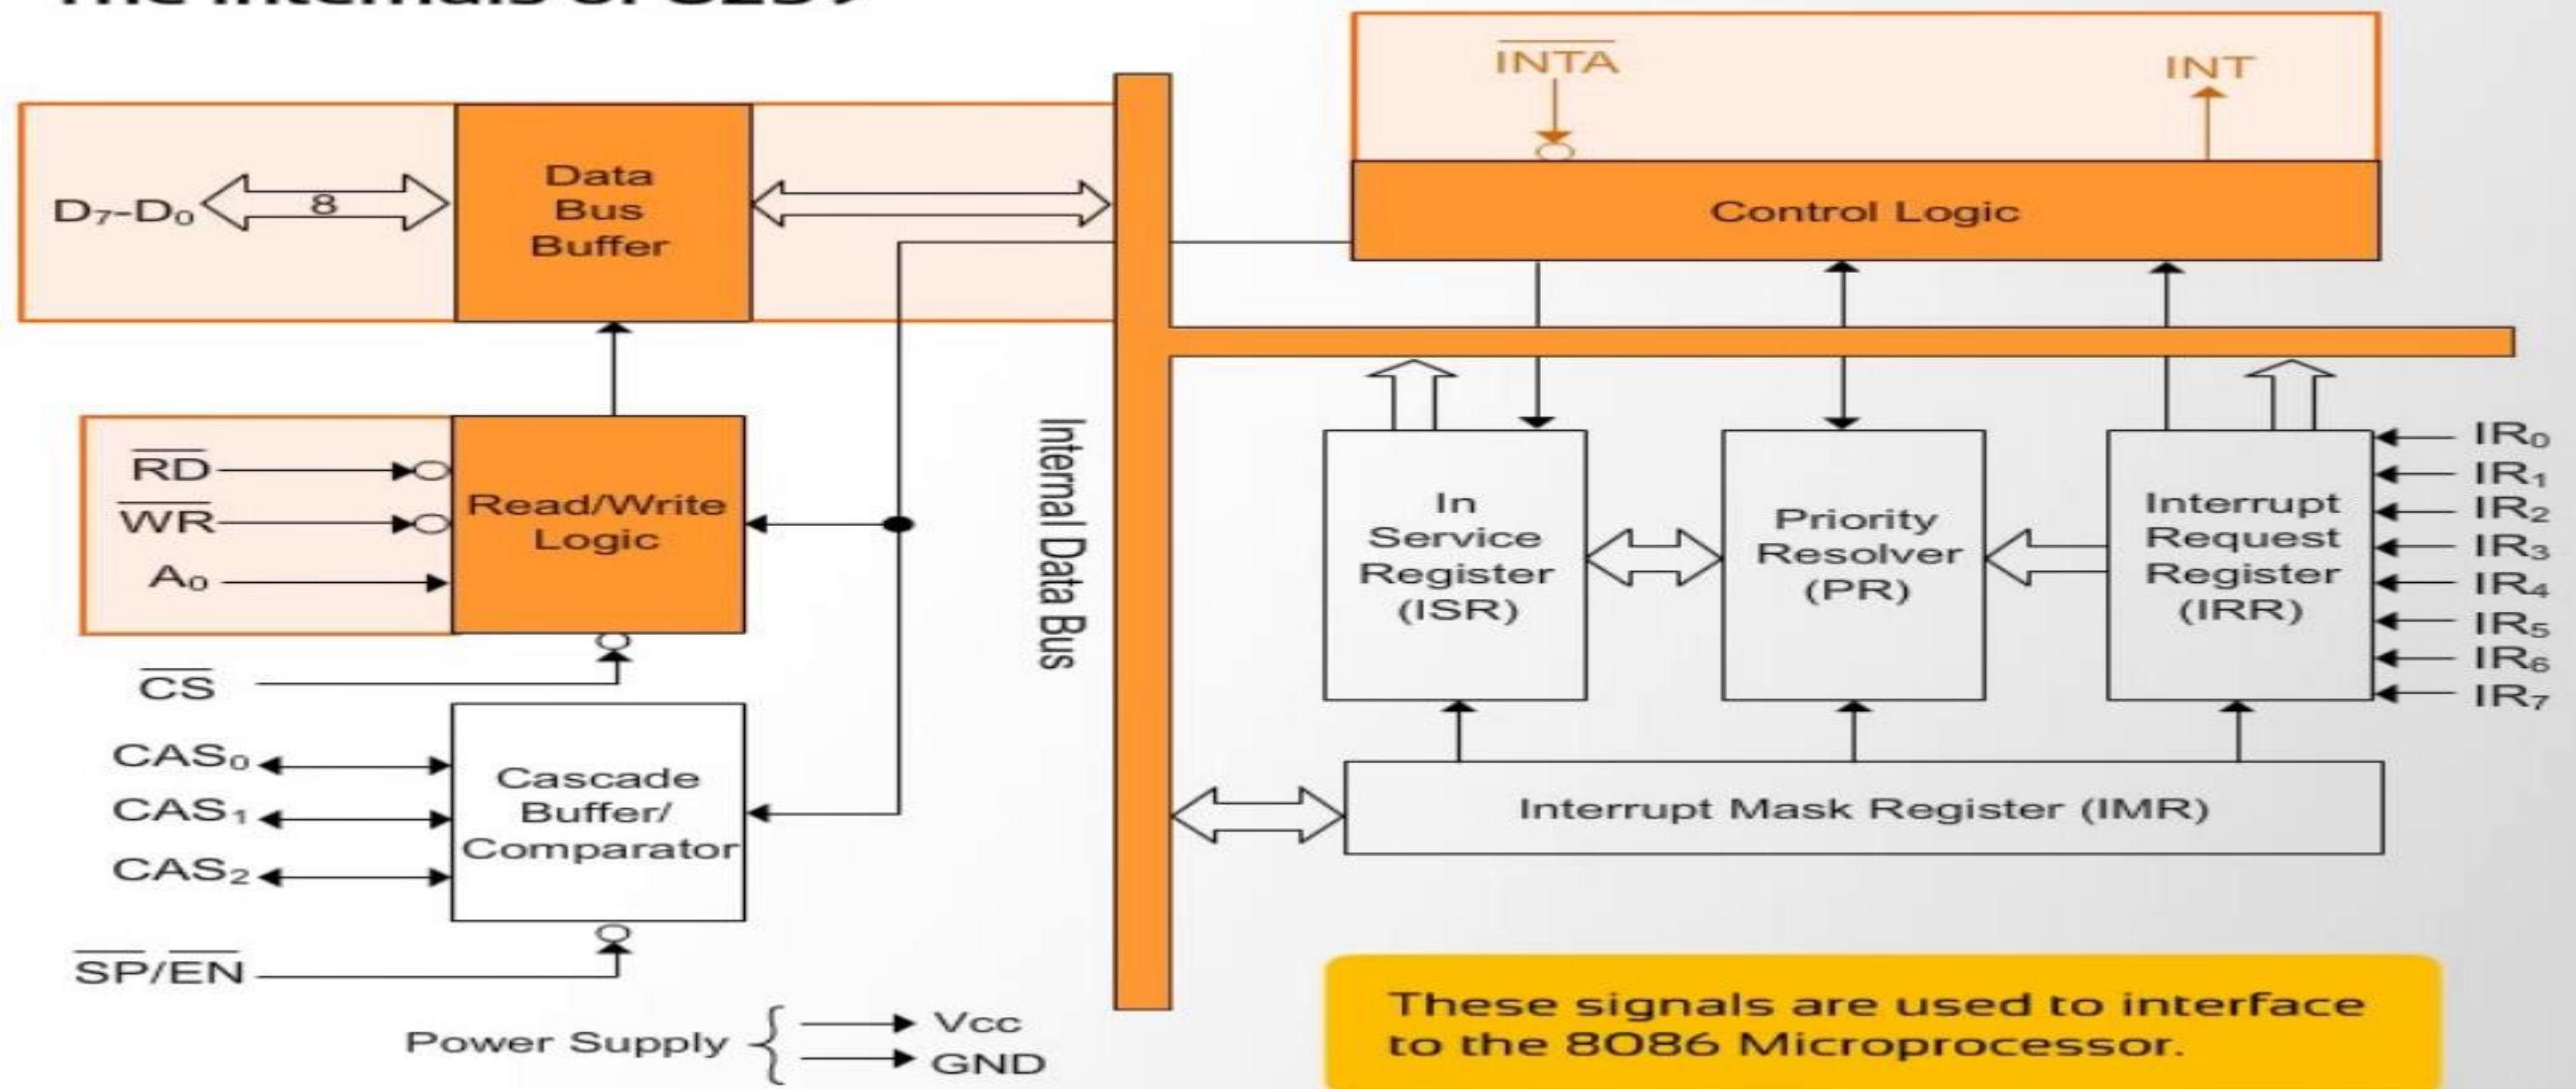 D₇-D₀
8
Data
Bus
Buffer
INTA
INT
Control Logic
RD
WR
A₀
Read/Write
Logic
CS
Internal Data Bus
In
Service
Register
(ISR)
Priority
Resolver
(PR)
Interrupt
Request
Register
(IRR)
IR₀
IR₁
IR₂
IR₃
IR₄
IR₅
IR₆
IR₇
CAS₀
CAS₁
CAS₂
Cascade
Buffer/
Comparator
SP/EN
Interrupt Mask Register (IMR)
Power Supply
Vcc
GND
These signals are used to interface
to the 8086 Microprocessor.